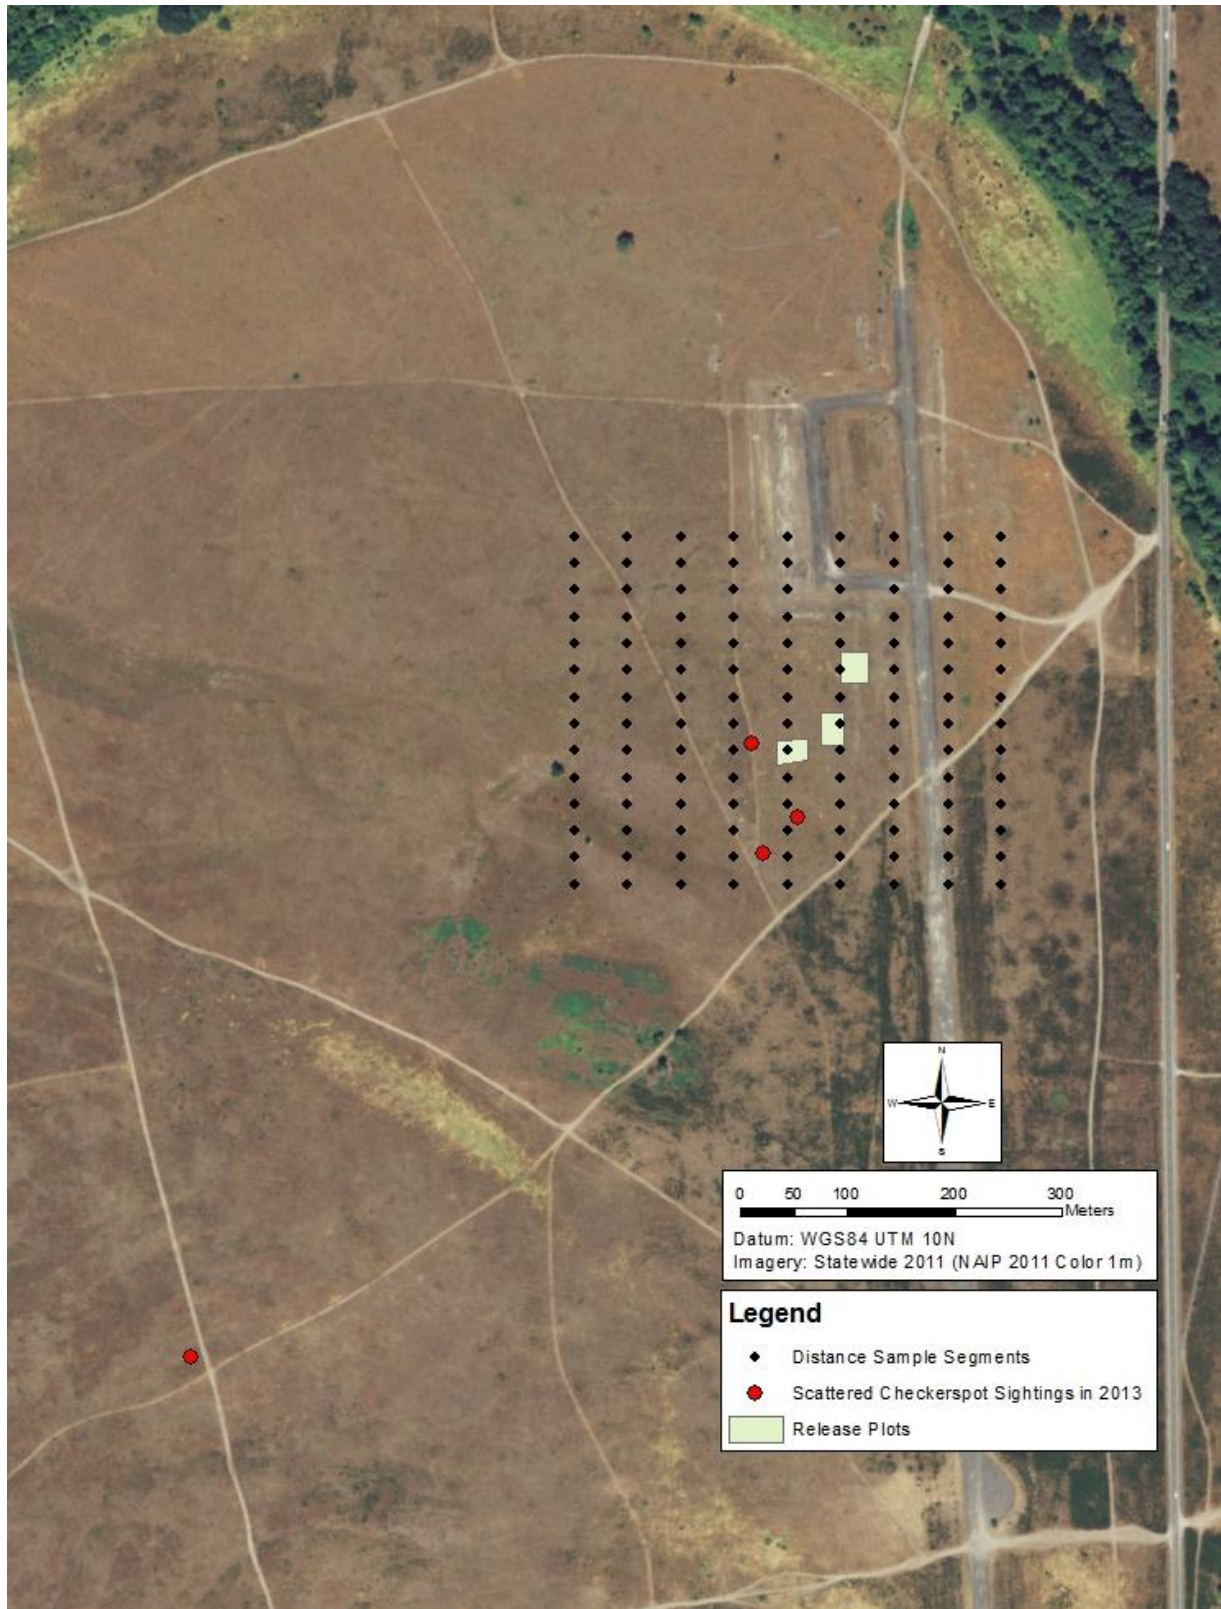 N
W E
S
0 50 100 200 300
Meters
Datum: WGS84 UTM 10N
Imagery: Statewide 2011 (NAIP 2011 Color 1m)
Legend
Distance Sample Segments
Scattered Checkerspot Sightings in 2013
Release Plots